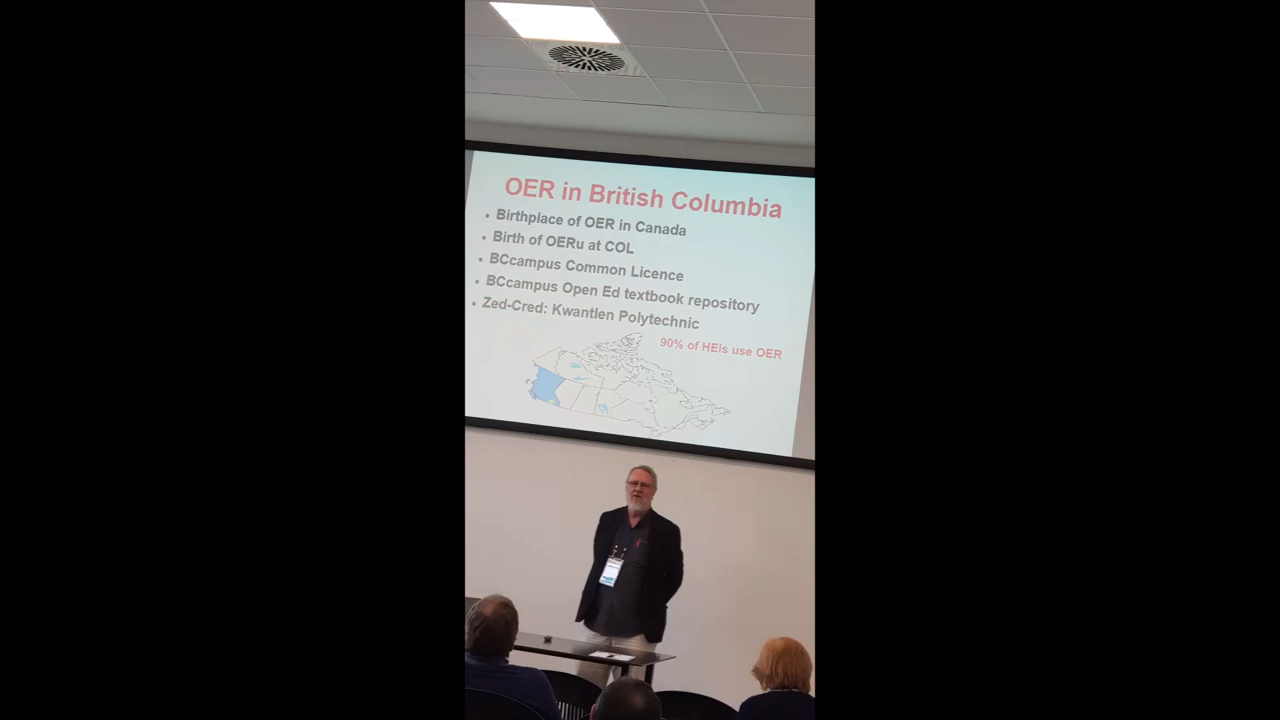 OER in British Columbia
• Birthplace of OER in Canada
• Birth of OERu at COL
• BCcampus Common Licence
• BCcampus Open Ed textbook repository
• Zed-Cred: Kwantlen Polytechnic
90% of HEIs use OER